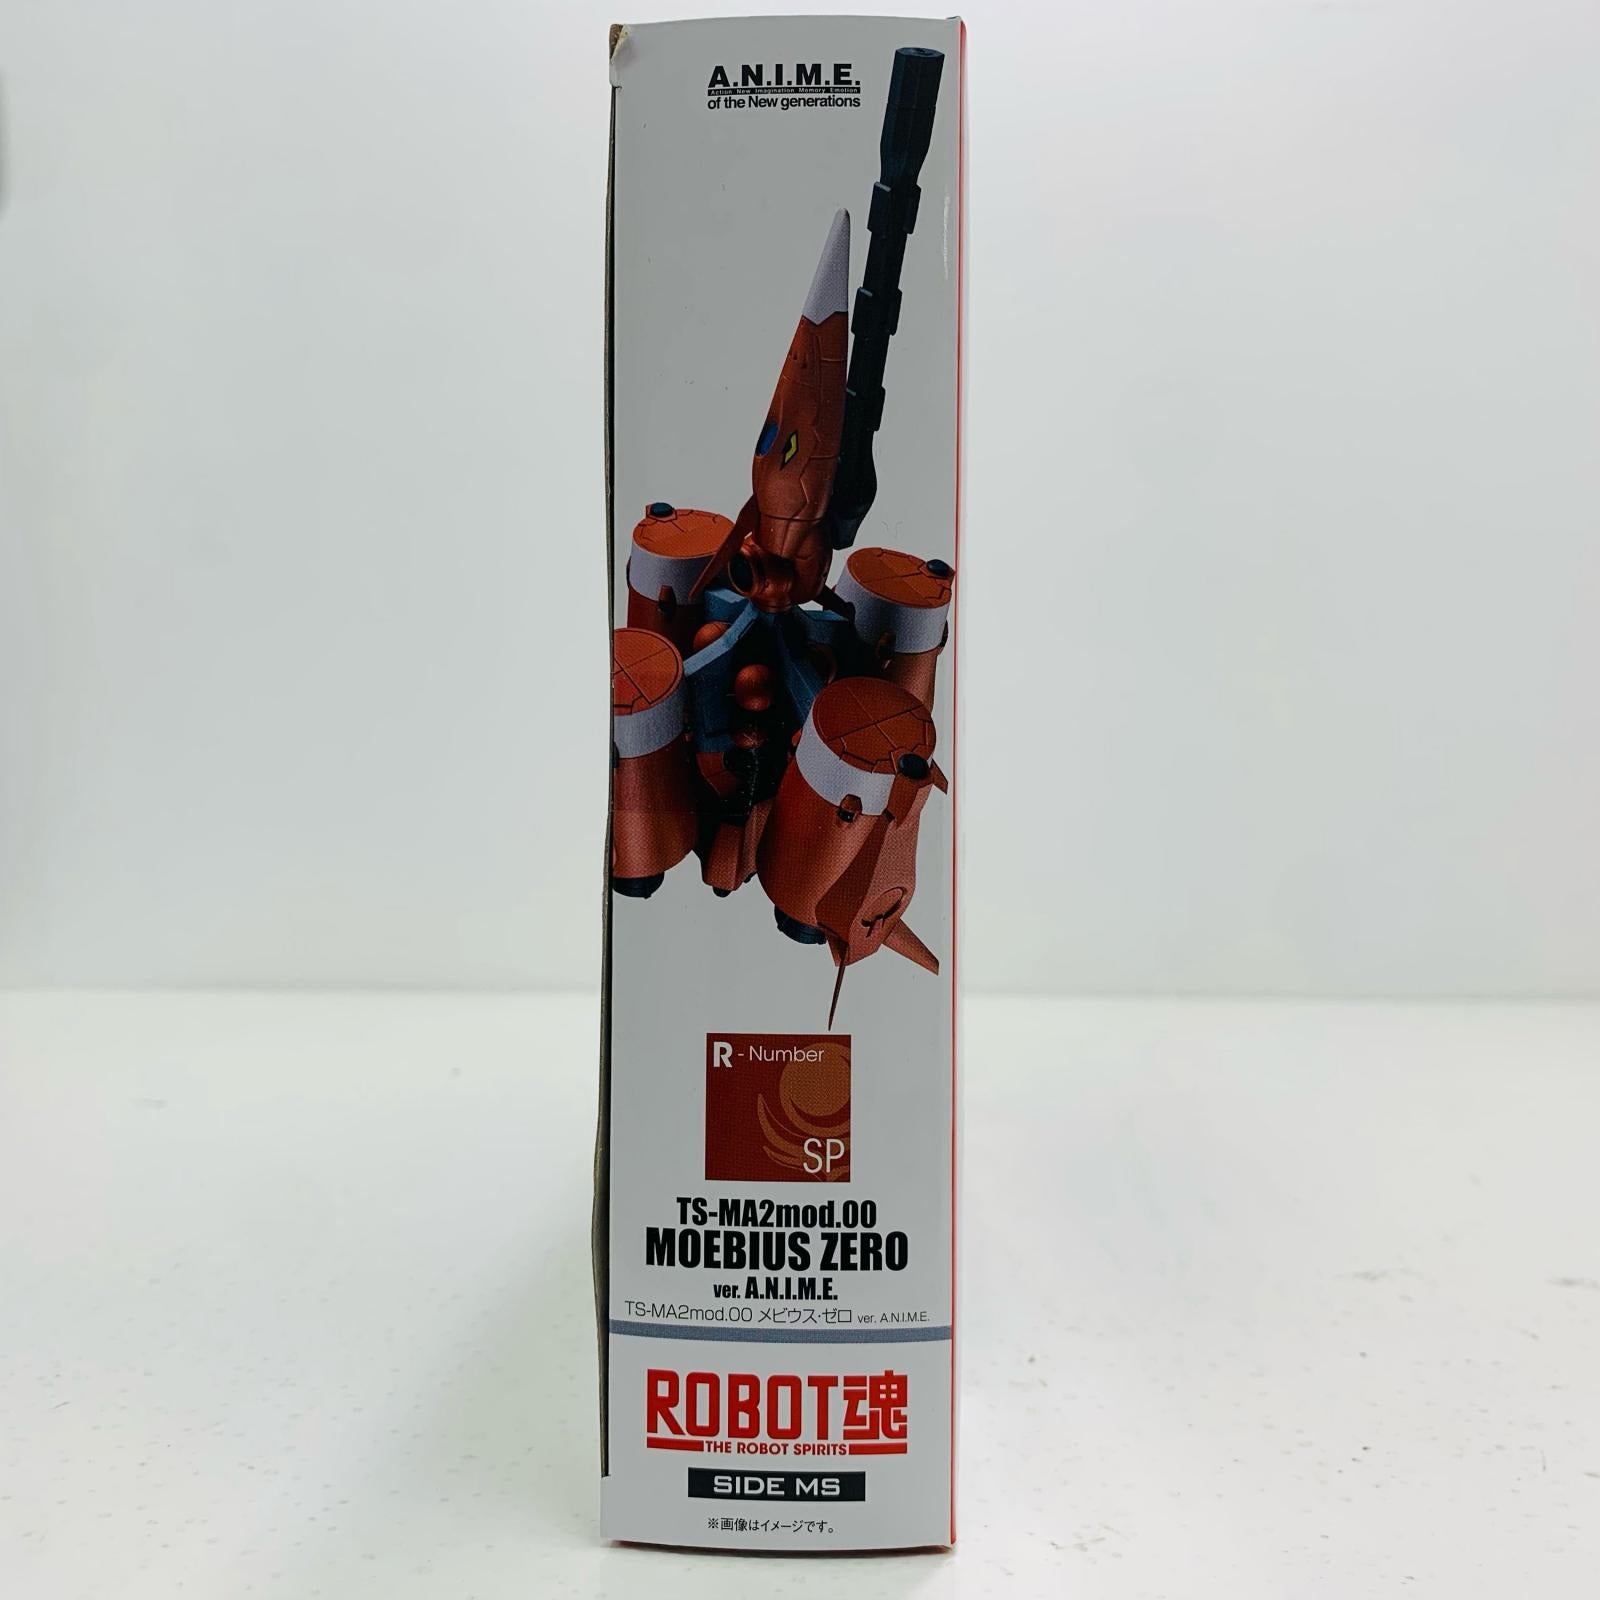 A.N.I.M.E.
Action New Imagination Memory Emotion
of the New generations
R - Number
SP
TS-MA2mod.00
MOEBIUS ZERO
ver. A.N.I.M.E.
TS-MA2mod.00 メビウス・ゼロ ver. A.N.I.M.E.
ROBOT魂
THE ROBOT SPIRITS
SIDE MS
※画像はイメージです。